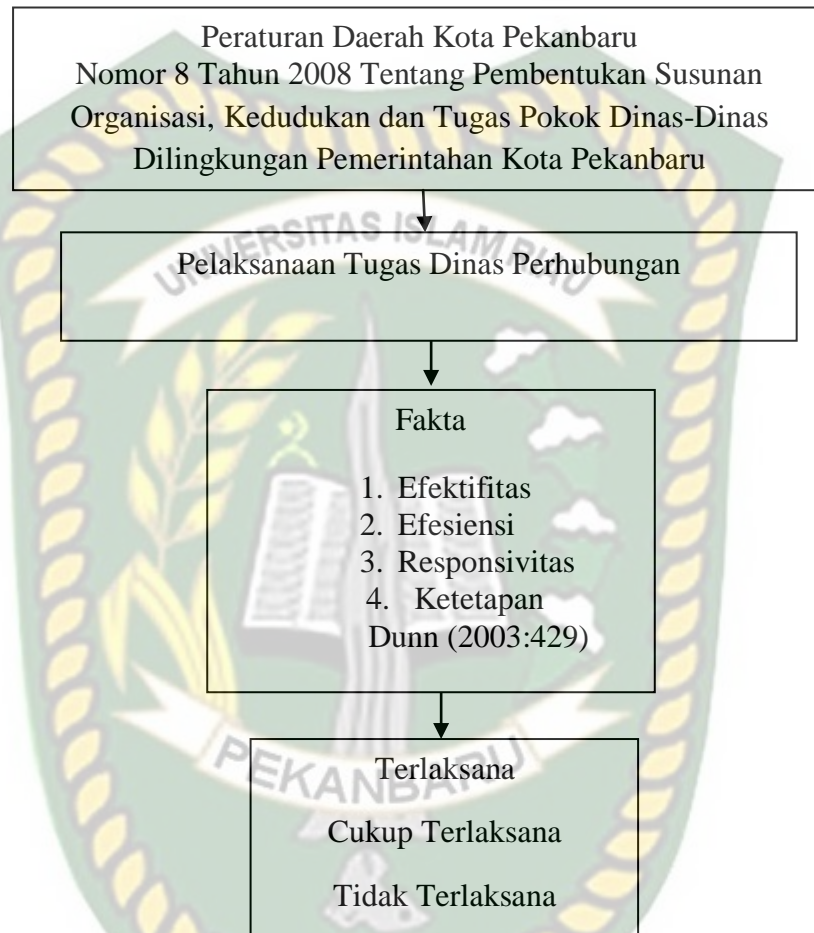 Peraturan Daerah Kota Pekanbaru
Nomor 8 Tahun 2008 Tentang Pembentukan Susunan
Organisasi, Kedudukan dan Tugas Pokok Dinas-Dinas
Dilingkungan Pemerintahan Kota Pekanbaru
UNIVERSITAS ISLAM RIAU
Pelaksanaan Tugas Dinas Perhubungan
Fakta
1. Efektifitas
2. Efesiensi
3. Responsivitas
4. Ketetapan
Dunn (2003:429)
PEKANBARU
Terlaksana
Cukup Terlaksana
Tidak Terlaksana